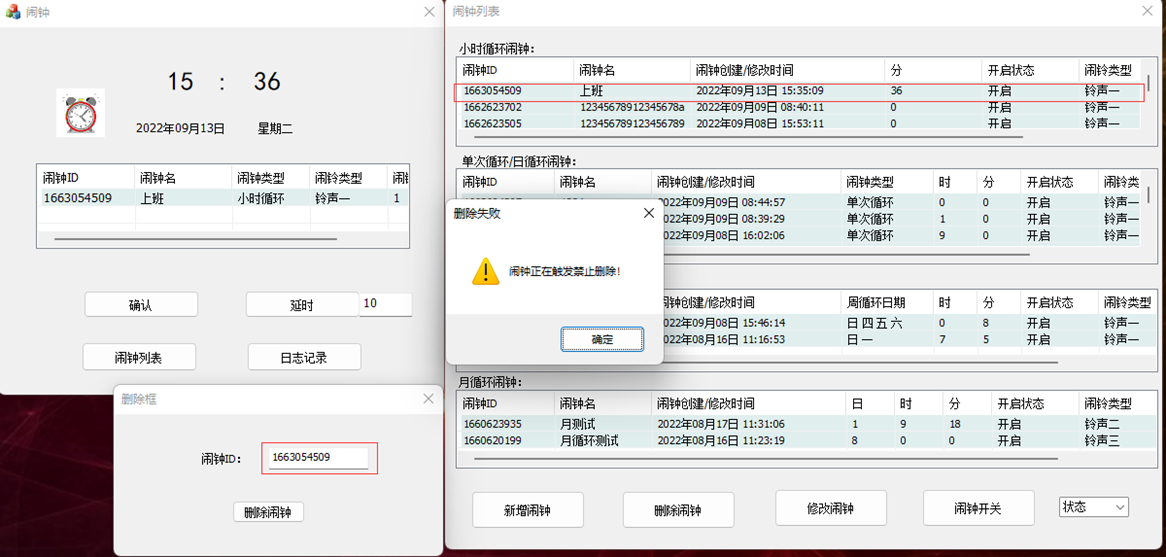 闹钟
15 : 36
2022年09月13日 星期二
闹钟ID 闹钟名 闹钟类型 闹铃类型 闹
1663054509 上班 小时循环 铃声一 1
确认 延时 10
闹钟列表 日志记录
删除框
闹钟ID: 1663054509
删除闹钟
闹钟列表
小时循环闹钟:
闹钟ID 闹钟名 闹钟创建/修改时间 分 开启状态 闹铃类型
1663054509 上班 2022年09月13日 15:35:09 36 开启 铃声一
1662623702 1234567891234567​8a 2022年09月09日 08:40:11 0 开启 铃声一
1662623505 123456789123456789 2022年09月08日 15:53:11 0 开启 铃声一
单次循环/日循环闹钟:
闹钟ID 闹钟名 闹钟创建/修改时间 闹钟类型 时 分 开启状态 闹铃类
2022年09月09日 08:44:57 单次循环 0 0 开启 铃声一
年09月09日 08:39:29 单次循环 1 0 开启 铃声一
年09月08日 16:02:06 单次循环 9 0 开启 铃声一
删除失败
闹钟正在触发禁止删除!
确定
闹钟创建/修改时间 周循环日期 时 分 开启状态 闹铃类型
年09月08日 15:46:14 日 四 五 六 0 8 开启 铃声一
年08月16日 11:16:53 日 一 7 5 开启 铃声一
月循环闹钟:
闹钟ID 闹钟名 闹钟创建/修改时间 日 时 分 开启状态 闹铃类型
1660623935 月测试 2022年08月17日 11:31:06 1 9 18 开启 铃声二
1660620199 月循环测试 2022年08月16日 11:23:19 8 0 0 开启 铃声三
新增闹钟 删除闹钟 修改闹钟 闹钟开关 状态